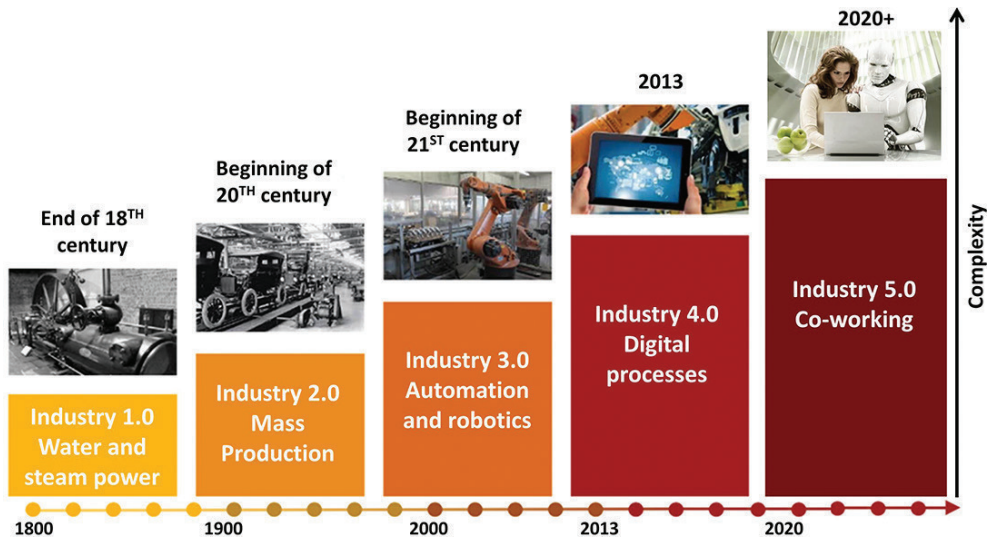 End of 18TH
century
Industry 1.0
Water and
steam power
Beginning of
20TH century
Industry 2.0
Mass
Production
Beginning of
21ST century
Industry 3.0
Automation
and robotics
2013
Industry 4.0
Digital
processes
2020+
Industry 5.0
Co-working
Complexity
1800
1900
2000
2013
2020